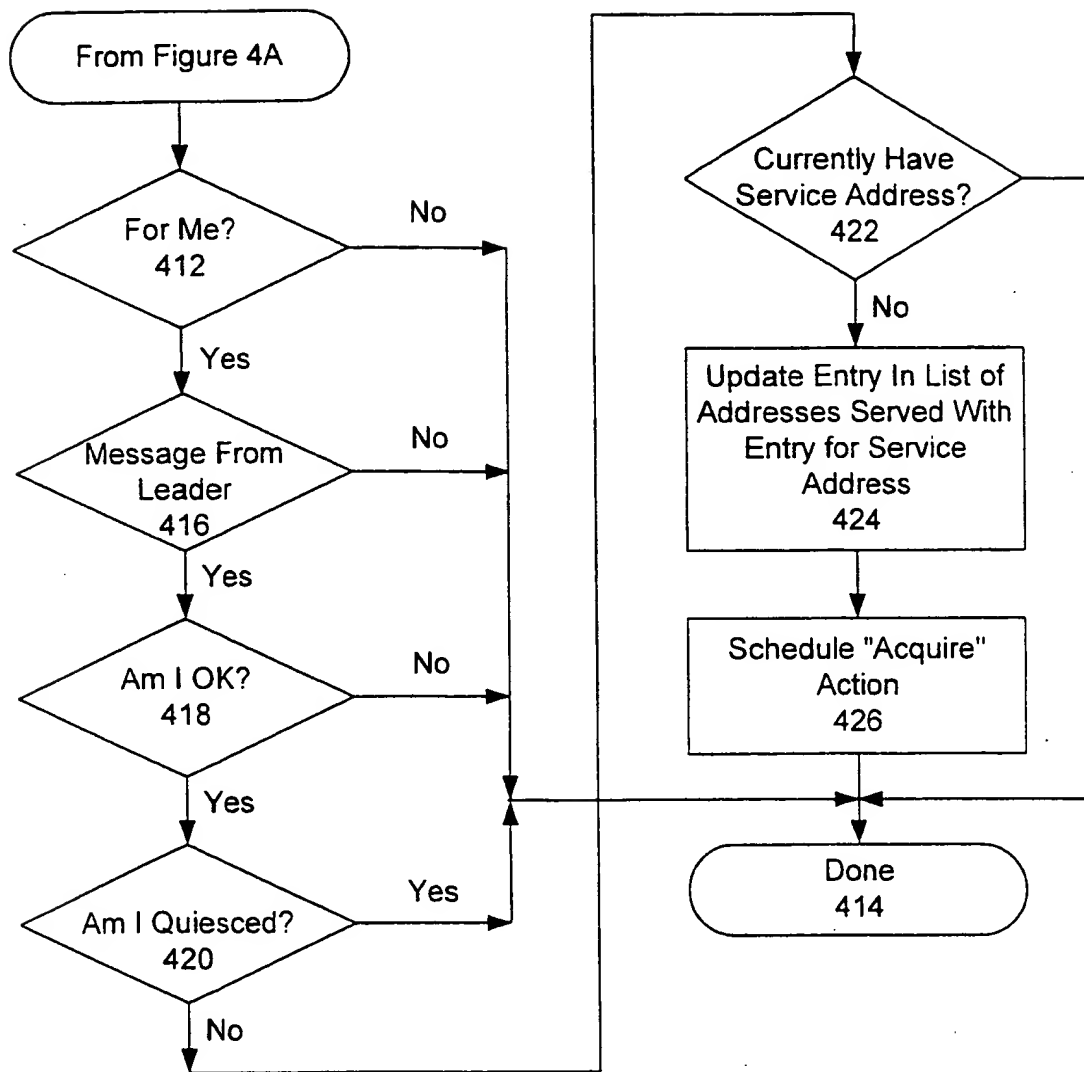 From Figure 4A
For Me?
412
No
Yes
Message From
Leader
416
No
Yes
Am I OK?
418
No
Yes
Am I Quiesced?
420
Yes
No
Currently Have
Service Address?
422
No
Update Entry In List of
Addresses Served With
Entry for Service
Address
424
Schedule "Acquire"
Action
426
Done
414